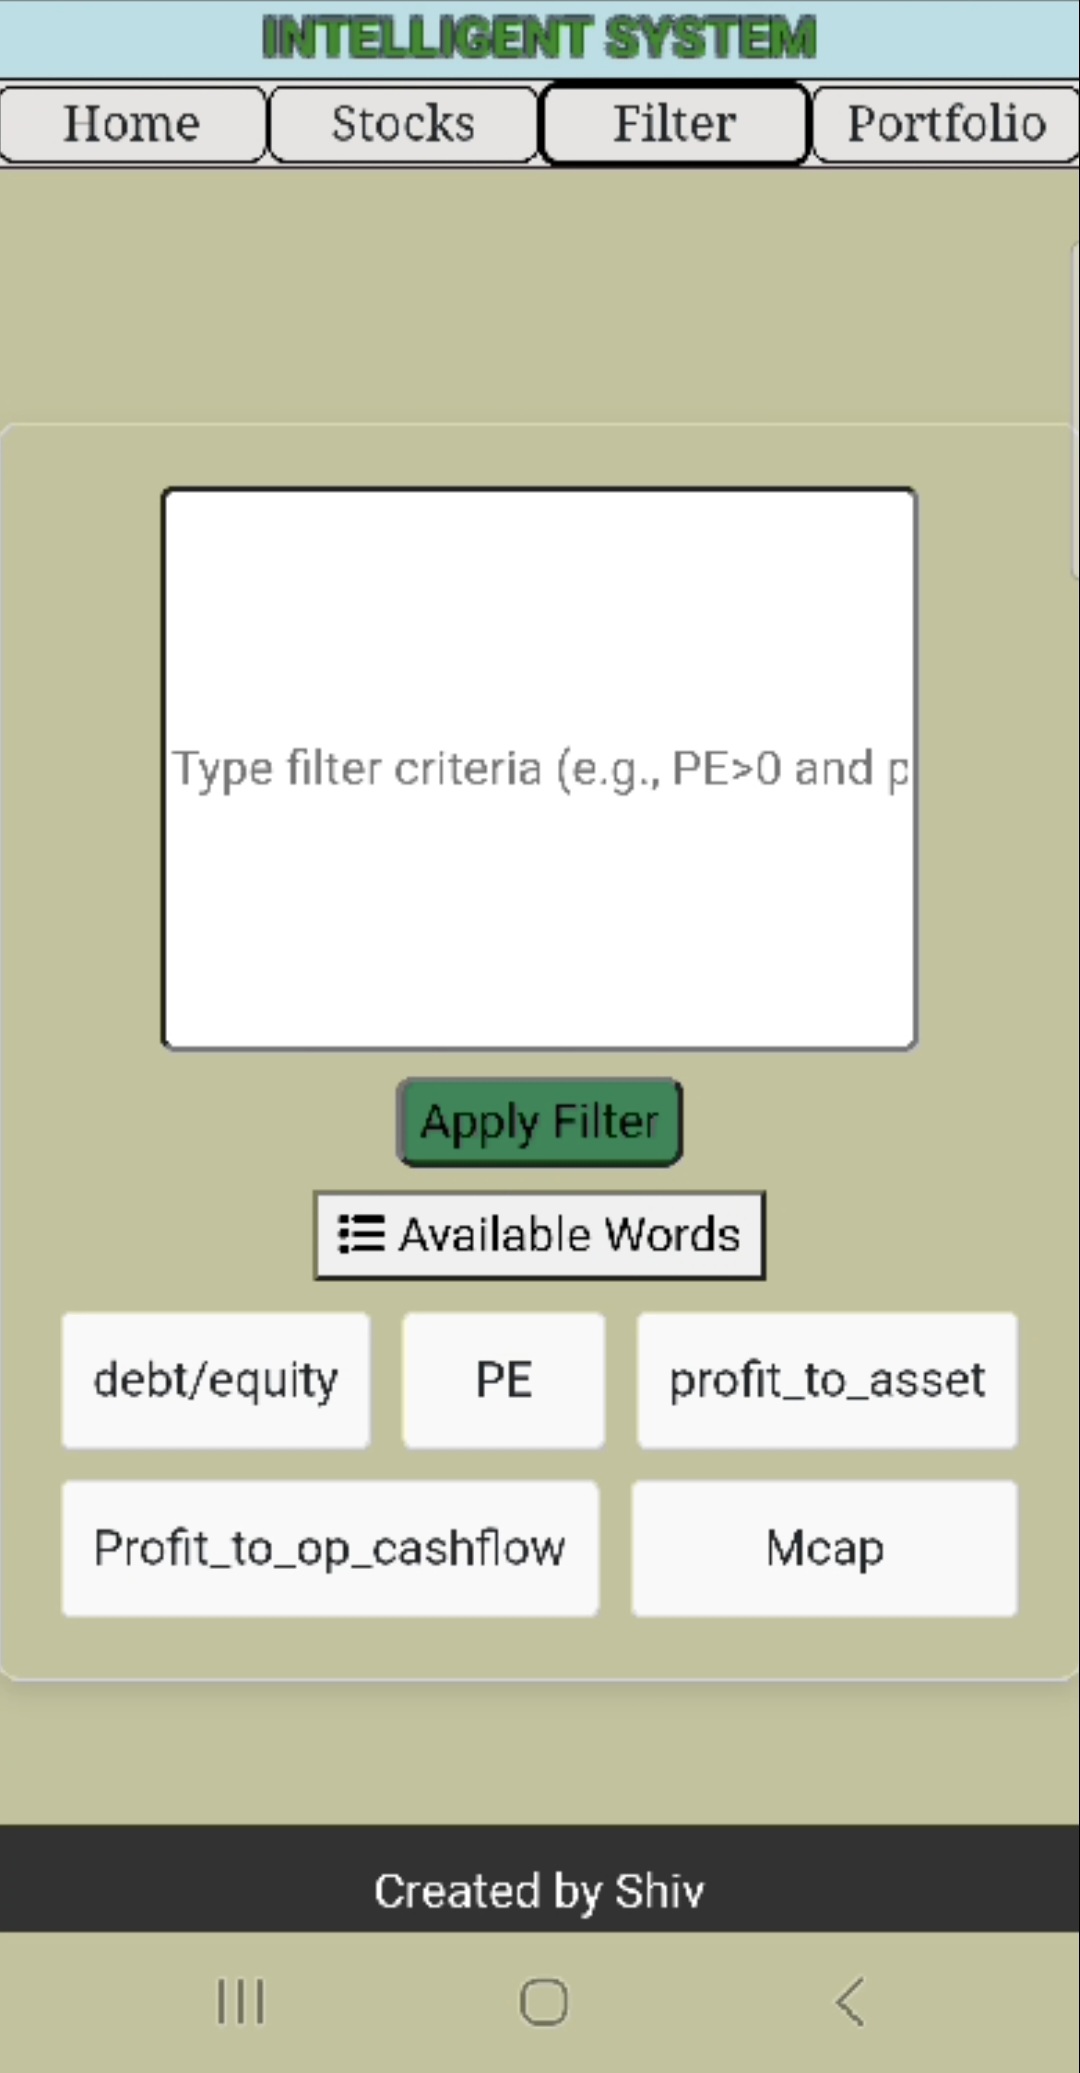 INTELLIGENT SYSTEM
Home Stocks Filter Portfolio
Type filter criteria (e.g., PE>0 and p
Apply Filter
Available Words
debt/equity PE profit_to_asset
Profit_to_op_cashflow Mcap
Created by Shiv